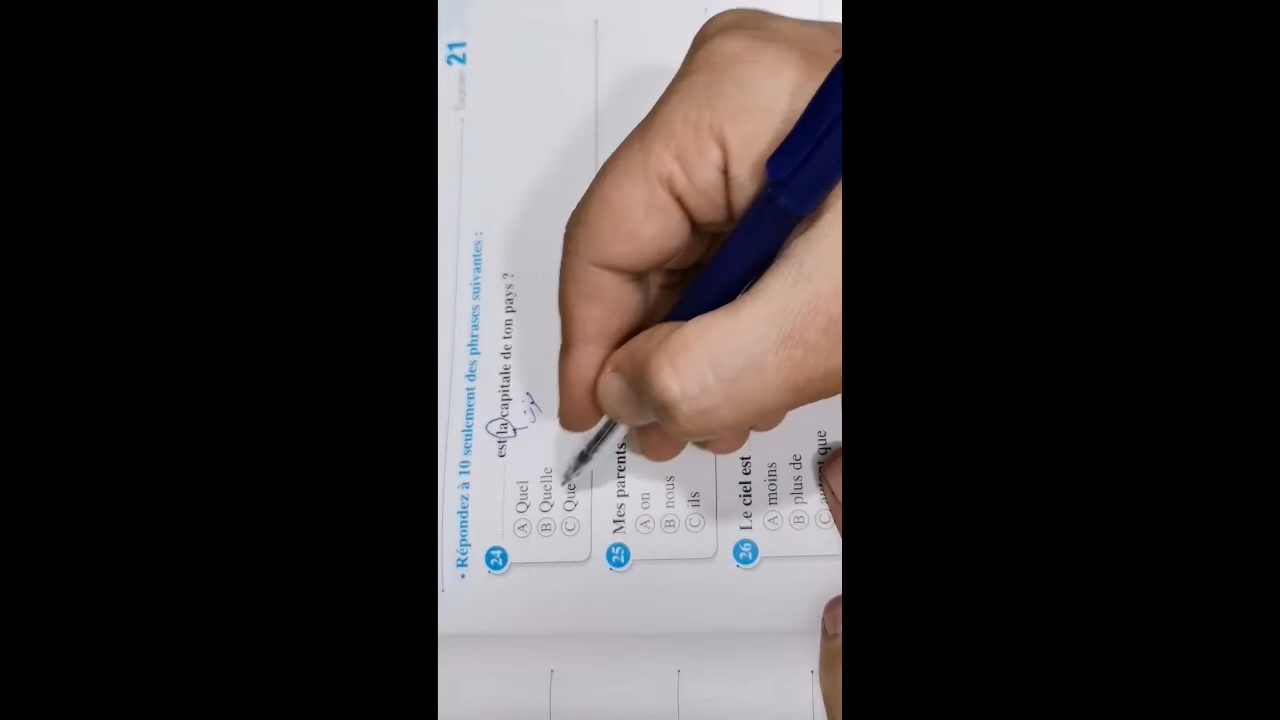 Examen 21
• Répondez à 10 seulement des phrases suivantes :
24 ........ est la capitale de ton pays ?
A Quel
B Quelle
C Que
25 Mes parents
A on
B nous
C ils
26 Le ciel est
A moins
B plus de
C que